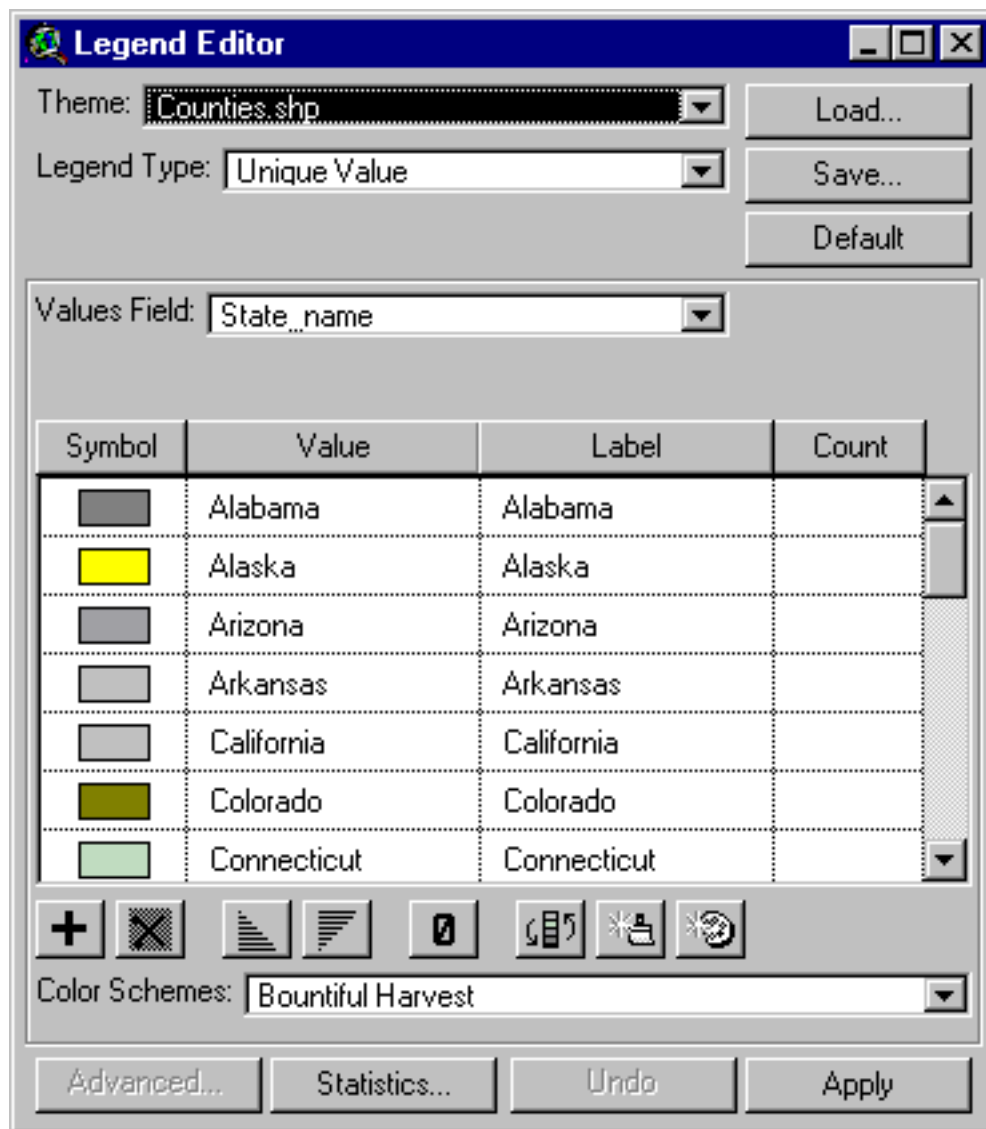 Legend Editor
Theme: Counties.shp
Load...
Legend Type: Unique Value
Save...
Default
Values Field: State_name
Symbol Value Label Count
Alabama Alabama
Alaska Alaska
Arizona Arizona
Arkansas Arkansas
California California
Colorado Colorado
Connecticut Connecticut
0
Color Schemes: Bountiful Harvest
Advanced... Statistics... Undo Apply